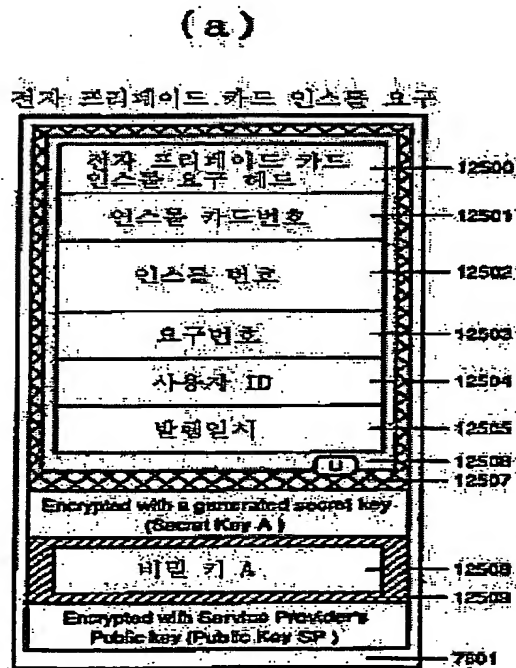 (a)
전자 프리페이드 카드 인스톨 요구
전자 프리페이드 카드
인스톨 요구 헤드
12500
인스톨 카드번호
12501
인스톨 번호
12502
요구번호
12503
사용자 ID
12504
발행일시
12505
U
12506
12507
Encrypted with a generated secret key
(Secret Key A)
비밀 키 A
12508
12509
Encrypted with Service Provider's
Public key (Public Key SP)
7801